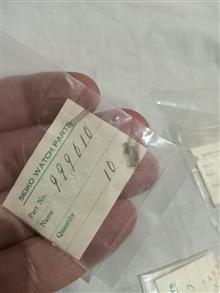 SEIKO WATCH PARTS
Part No. 999610
Name
Quantity 10